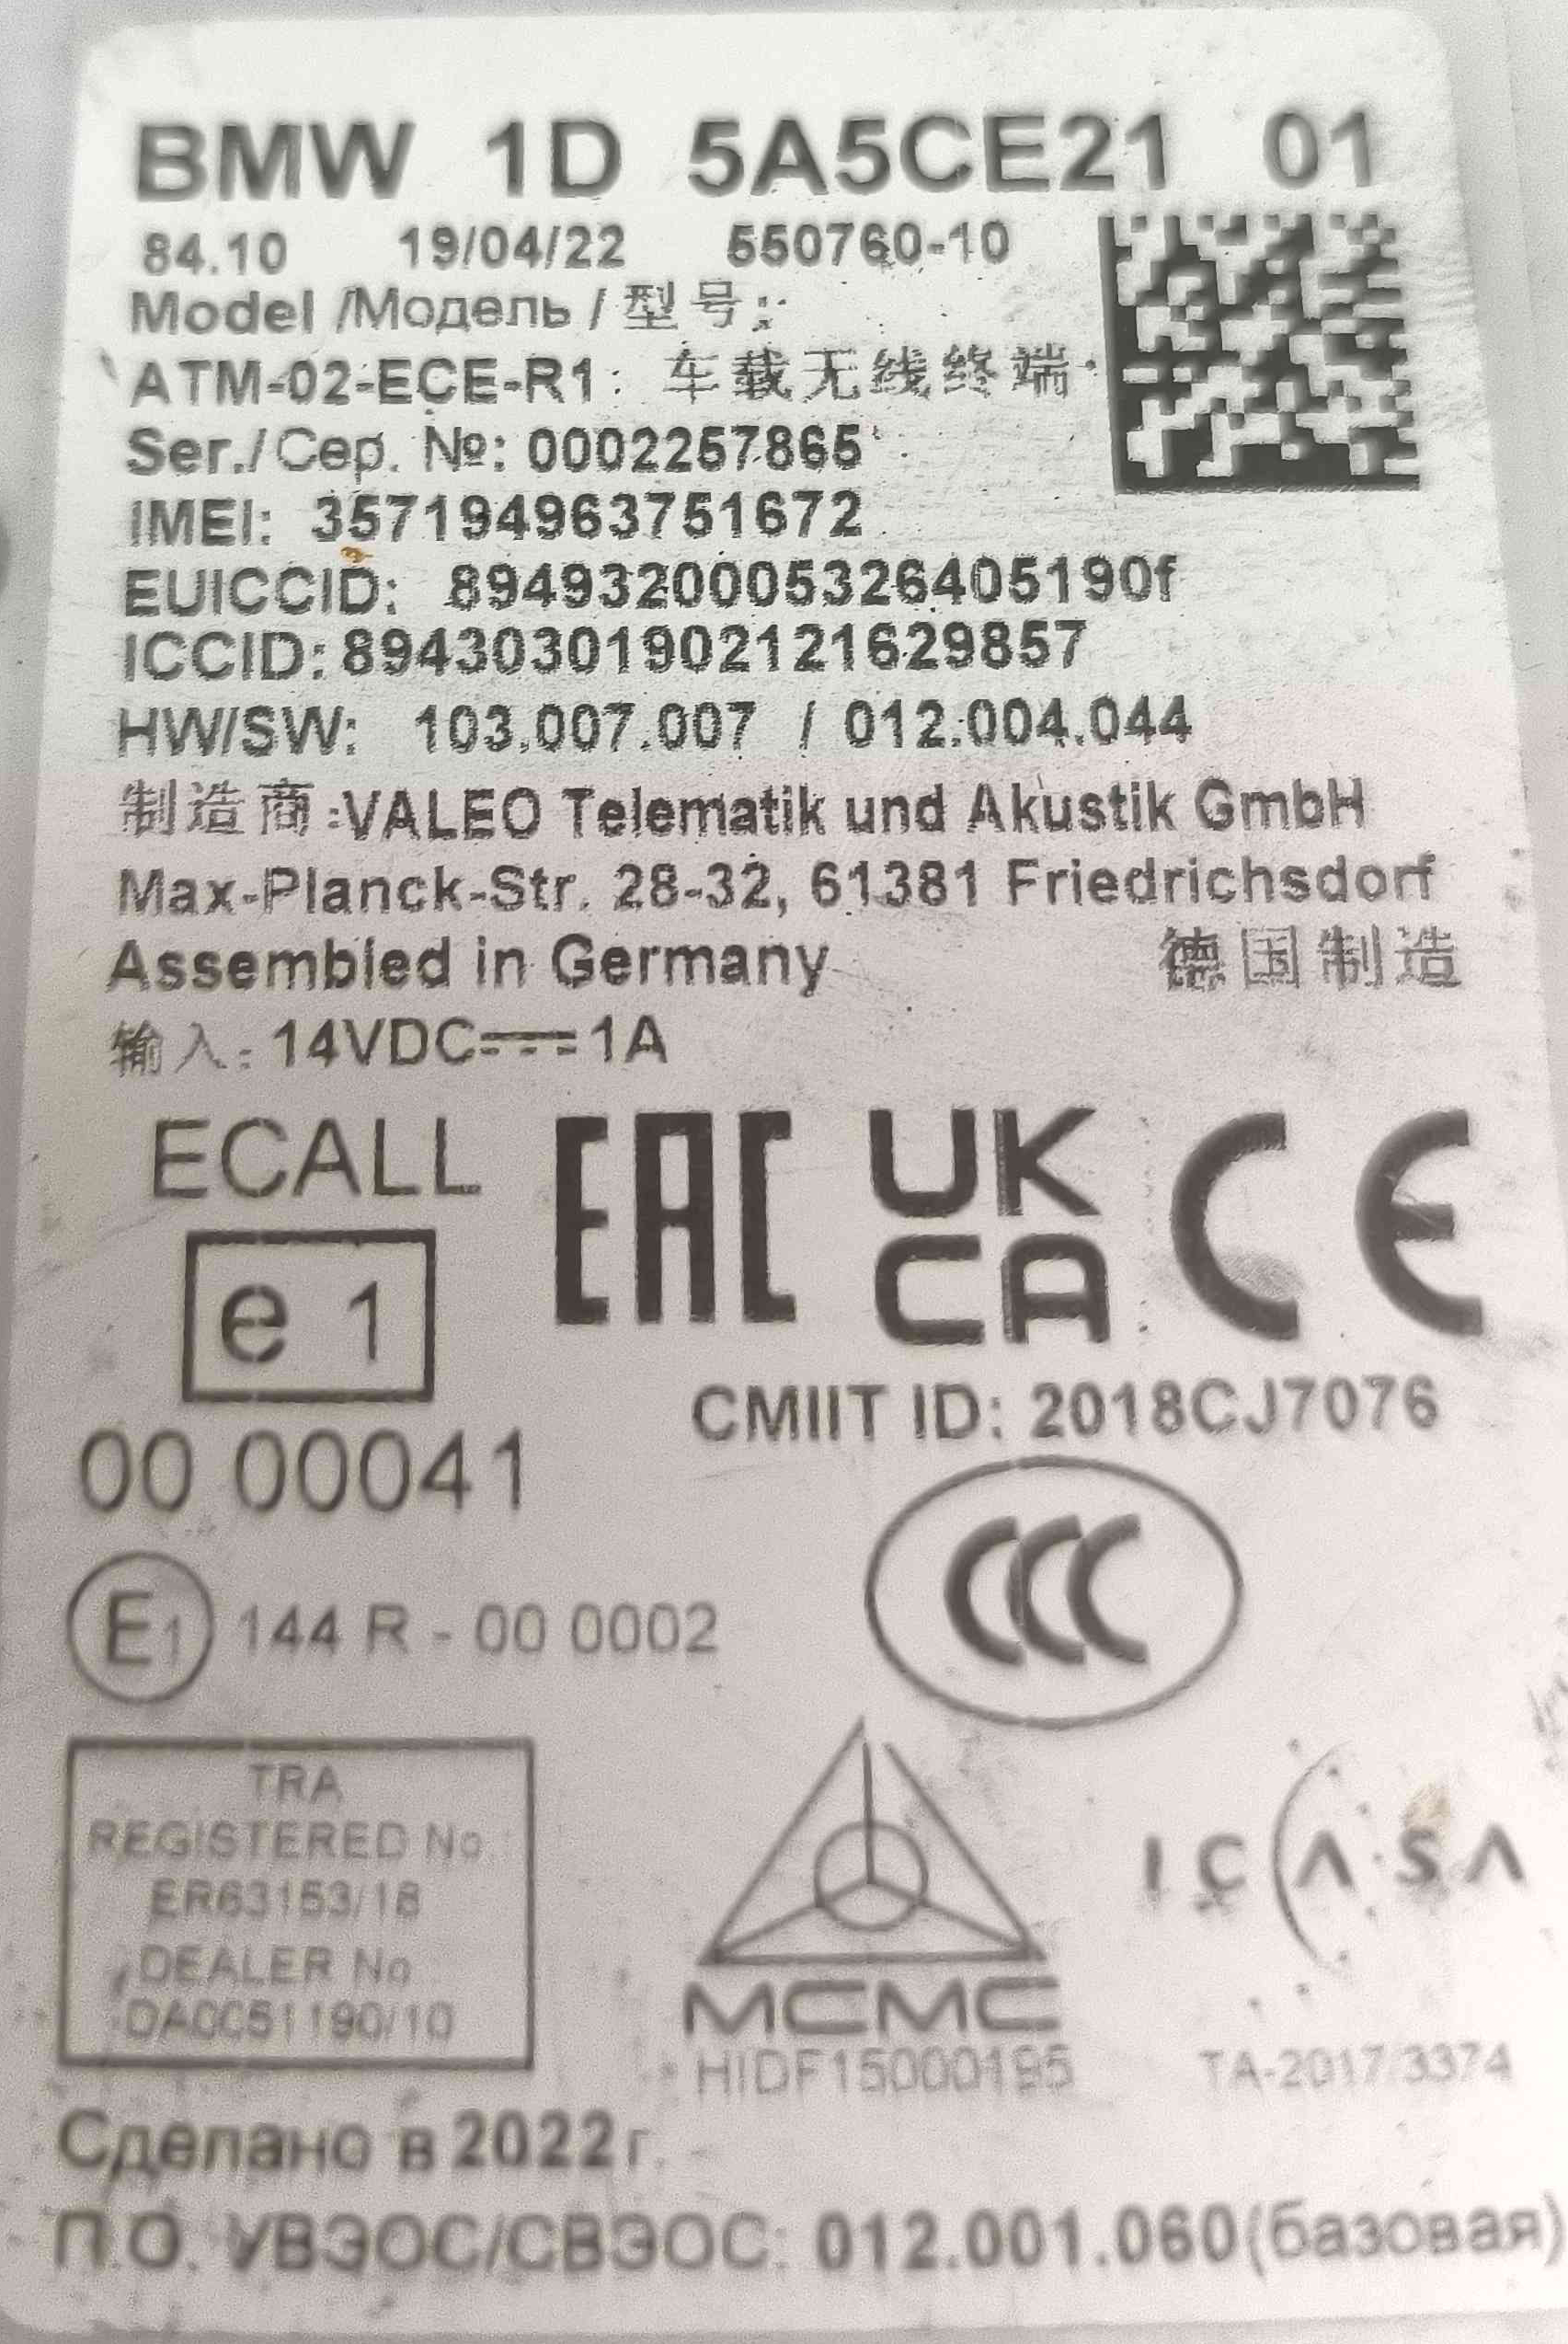 BMW 1D 5A5CE21 01
84.10 19/04/22 550760-10
Model /Модель / 型号:
ATM-02-ECE-R1: 车载无线终端
Ser./Сер. №: 0002257865
IMEI: 357194963751672
EUICCID: 8949320005326405190f
ICCID: 89430301902121629857
HW/SW: 103.007.007 / 012.004.044
制造商:VALEO Telematik und Akustik GmbH
Max-Planck-Str. 28-32, 61381 Friedrichsdorf
Assembled in Germany 德国制造
输入: 14VDC⎓1A
ECALL EAC UK CA CE
e 1
CMIIT ID: 2018CJ7076
00 00041
CCC
E1 144 R - 00 0002
TRA
REGISTERED No
ER63153/18
DEALER No
DA0051190/10
MCMC
HIDF15000195
ICASA
TA-2017/3374
Сделано в 2022г.
П.О. УВЭОС/СВЭОС: 012.001.060(базовая)